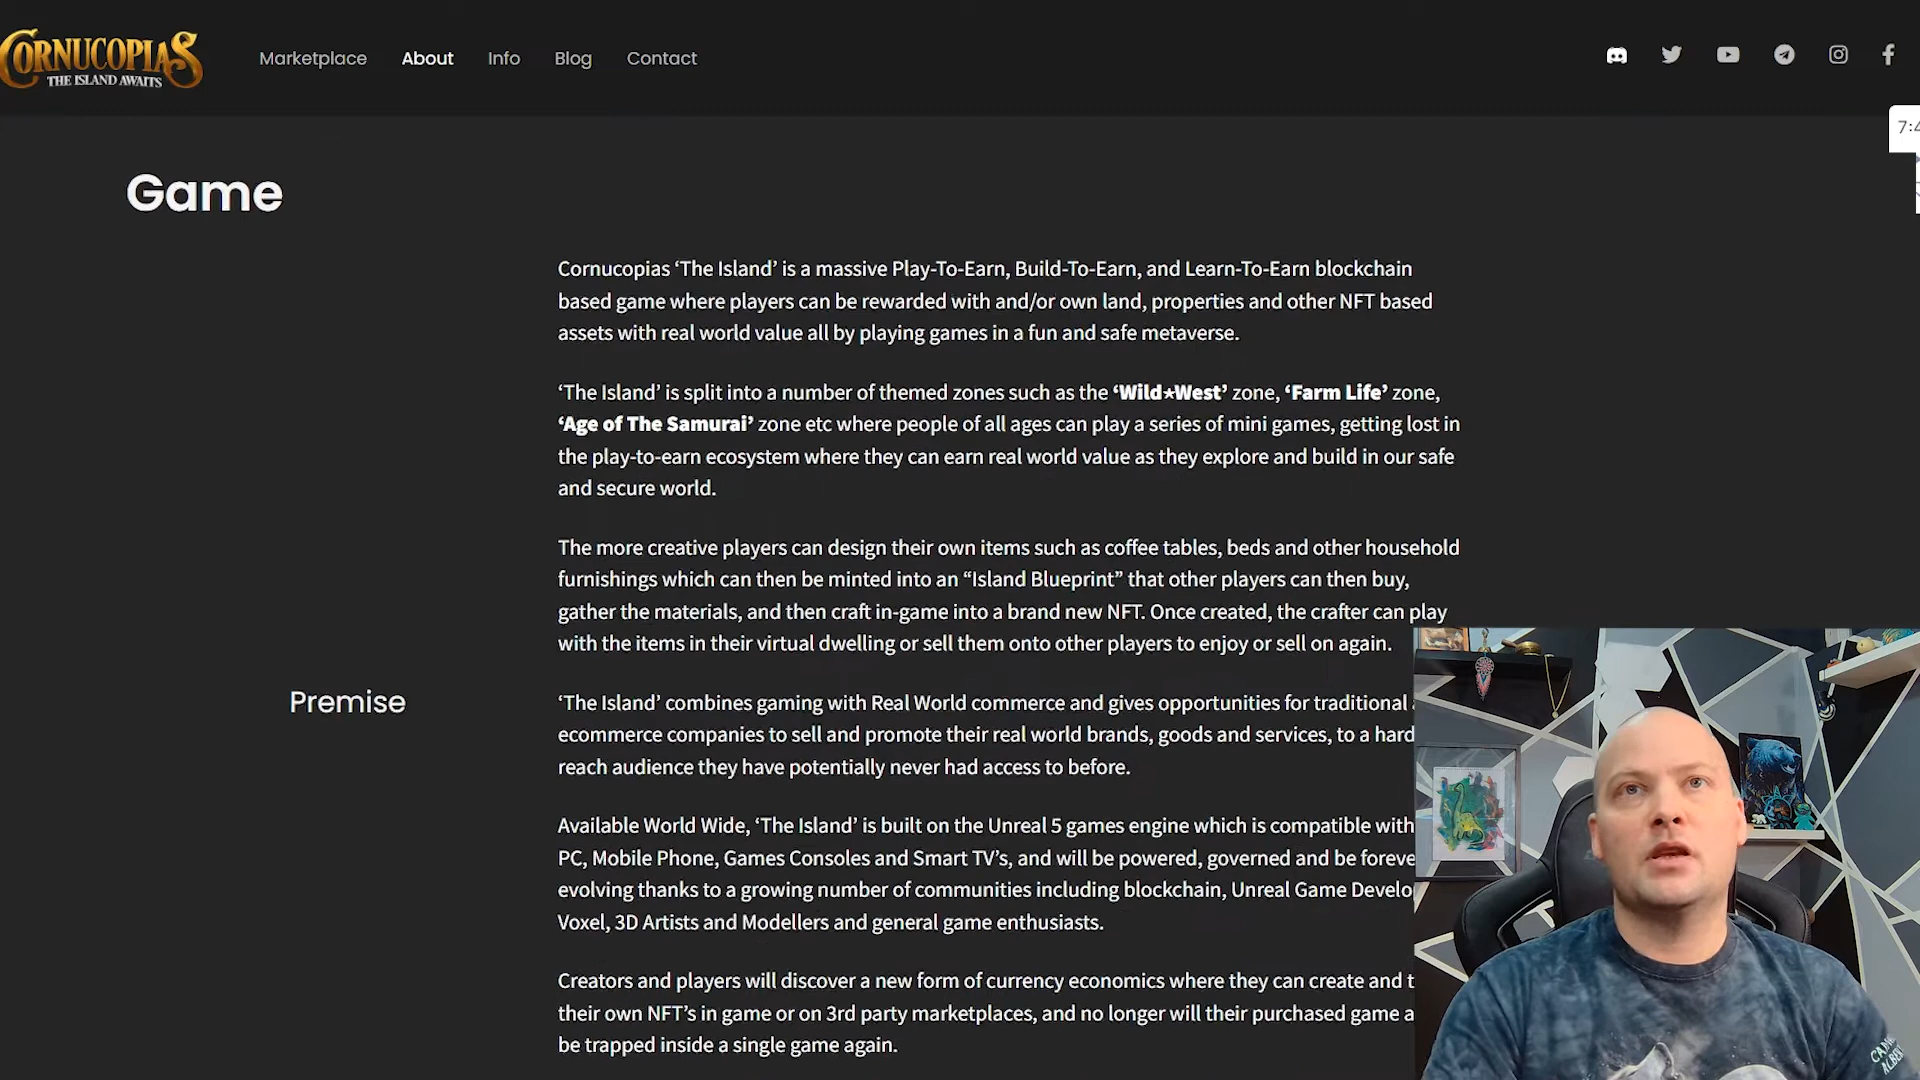 CORNUCOPIAS
THE ISLAND AWAITS
Marketplace About Info Blog Contact
7:4
Game
Cornucopias ‘The Island’ is a massive Play-To-Earn, Build-To-Earn, and Learn-To-Earn blockchain
based game where players can be rewarded with and/or own land, properties and other NFT based
assets with real world value all by playing games in a fun and safe metaverse.
‘The Island’ is split into a number of themed zones such as the ‘Wild★West’ zone, ‘Farm Life’ zone,
‘Age of The Samurai’ zone etc where people of all ages can play a series of mini games, getting lost in
the play-to-earn ecosystem where they can earn real world value as they explore and build in our safe
and secure world.
The more creative players can design their own items such as coffee tables, beds and other household
furnishings which can then be minted into an “Island Blueprint” that other players can then buy,
gather the materials, and then craft in-game into a brand new NFT. Once created, the crafter can play
with the items in their virtual dwelling or sell them onto other players to enjoy or sell on again.
Premise
‘The Island’ combines gaming with Real World commerce and gives opportunities for traditional
ecommerce companies to sell and promote their real world brands, goods and services, to a hard
reach audience they have potentially never had access to before.
Available World Wide, ‘The Island’ is built on the Unreal 5 games engine which is compatible with
PC, Mobile Phone, Games Consoles and Smart TV’s, and will be powered, governed and be foreve
evolving thanks to a growing number of communities including blockchain, Unreal Game Develo
Voxel, 3D Artists and Modellers and general game enthusiasts.
Creators and players will discover a new form of currency economics where they can create and t
their own NFT’s in game or on 3rd party marketplaces, and no longer will their purchased game a
be trapped inside a single game again.